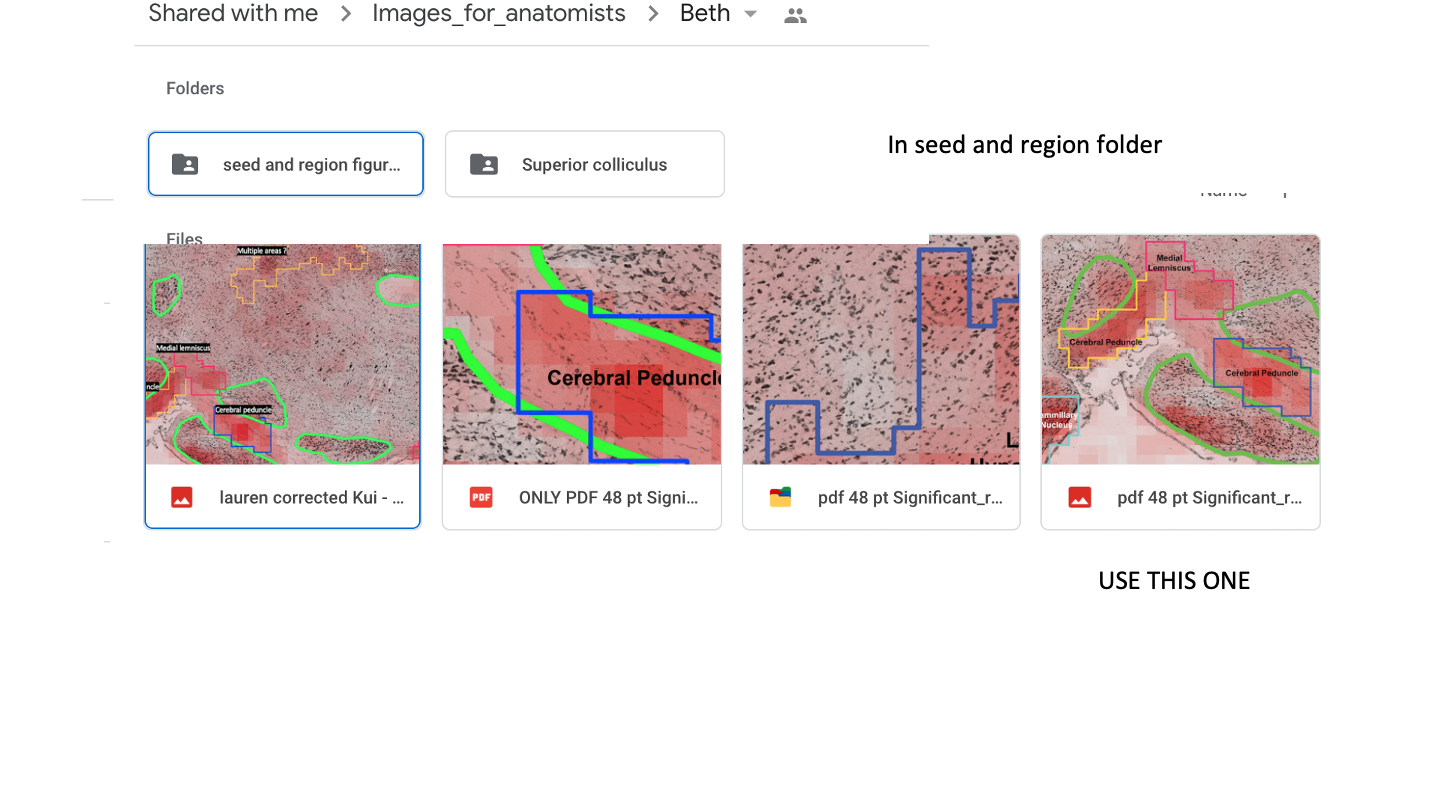 Shared with me > Images_for_anatomists > Beth
Folders
In seed and region folder
seed and region figur...
Superior colliculus
Name
Files
Multiple areas ?
Medial lemniscus
Cerebral peduncle
Cerebral Peduncle
Medial
Lemniscus
Cerebral Peduncle
Cerebral Peduncle
ammillary
Nucleus
lauren corrected Kui - ...
PDF
ONLY PDF 48 pt Signi...
pdf 48 pt Significant_r...
pdf 48 pt Significant_r...
USE THIS ONE